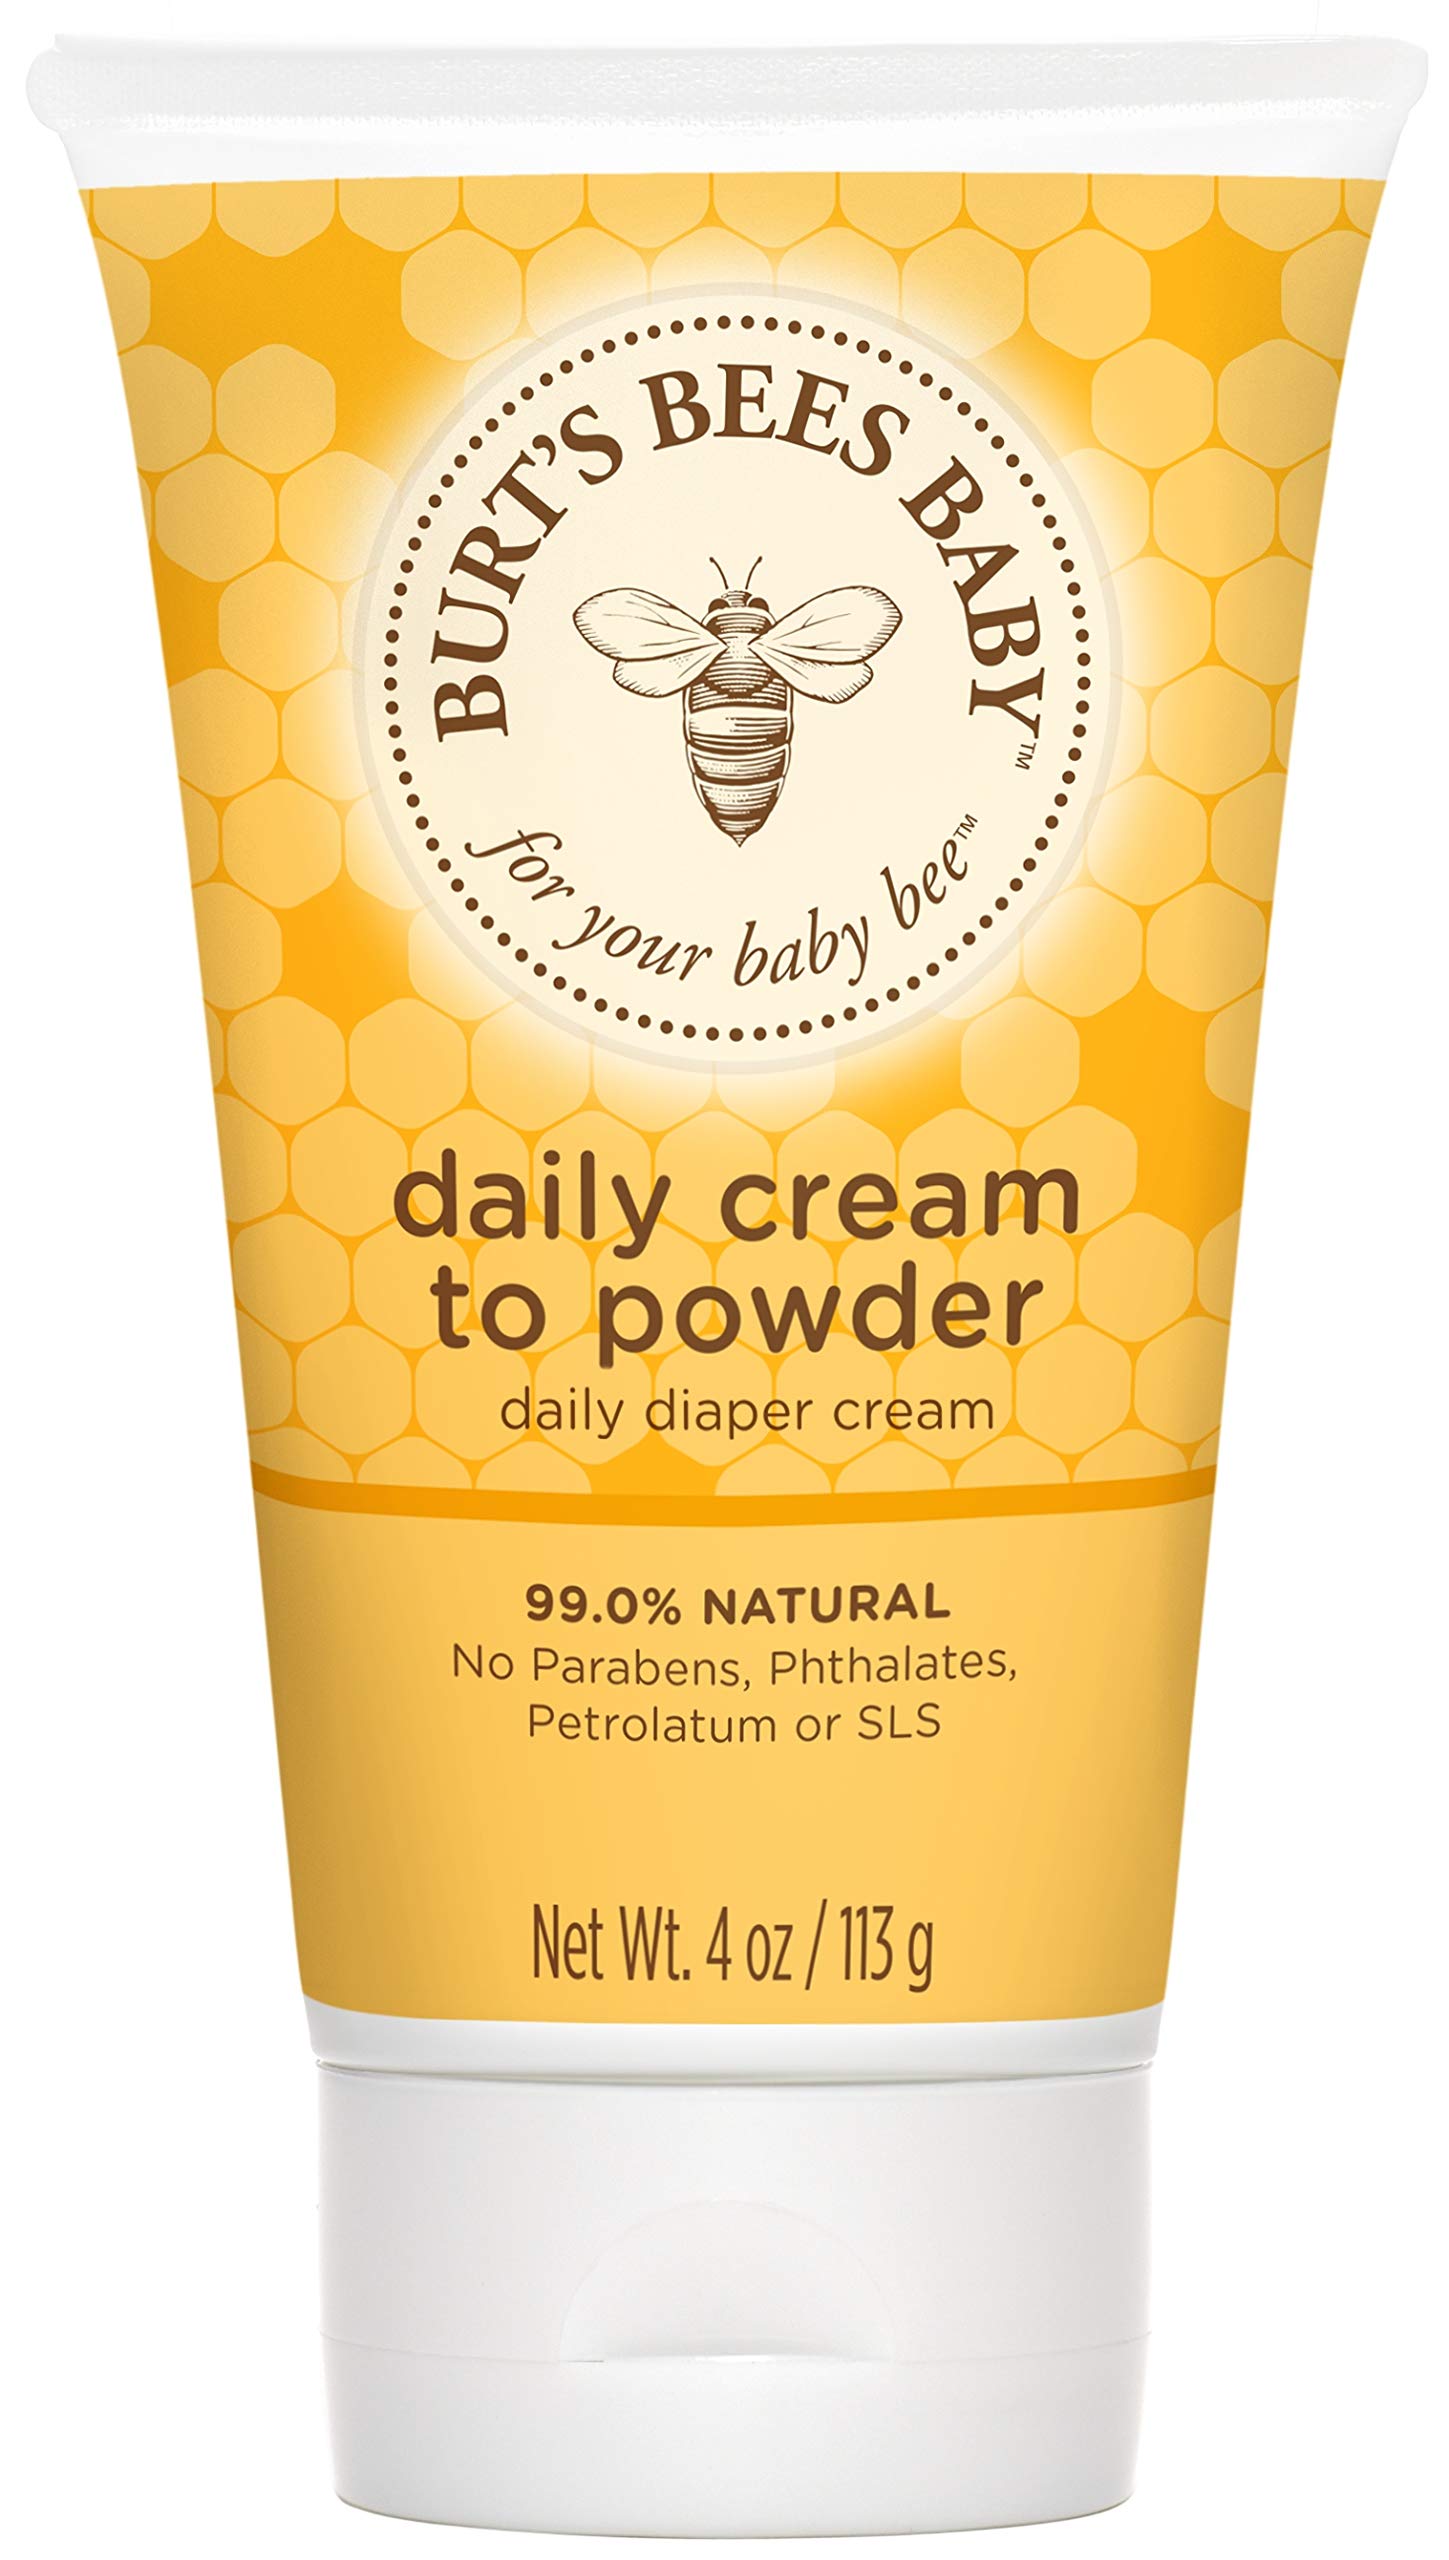 BURT'S BEES BABY™
for your baby bee™
daily cream
to powder
daily diaper cream
99.0% NATURAL
No Parabens, Phthalates,
Petrolatum or SLS
Net Wt. 4 oz / 113 g